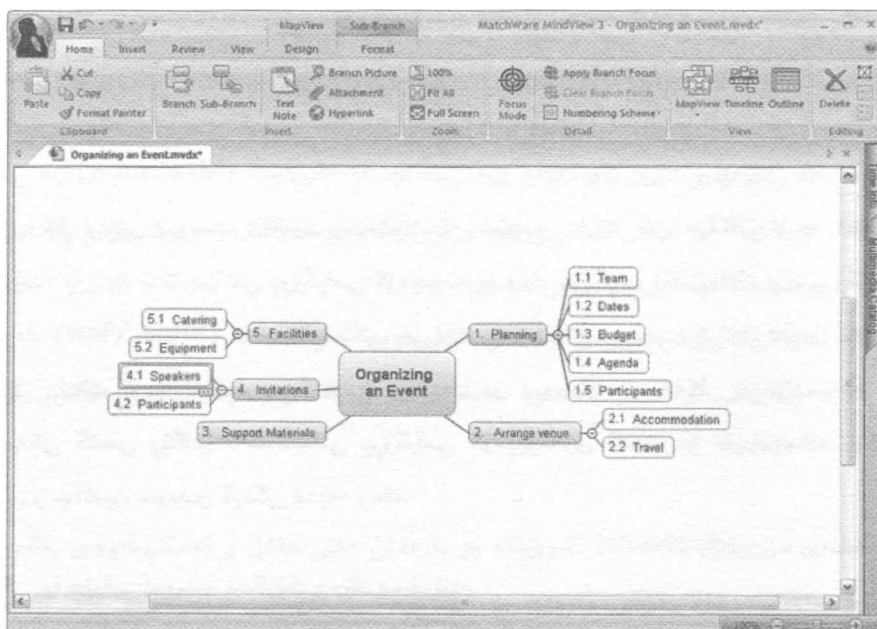 MapView Sub-Branch MatchWare MindView 3 - Organizing an Event.mvdx*
Home Insert Review View Design Format
Paste
Cut
Copy
Format Painter
Clipboard
Branch Sub-Branch Text Note
Branch Picture
Attachment
Hyperlink
Insert
100%
Fit All
Full Screen
Zoom
Focus Mode
Apply Branch Focus
Clear Branch Focus
Numbering Scheme
Detail
MapView Timeline Outline
View
Delete
Editing
Organizing an Event.mvdx*
Time Info
Multimedia Catalog
Organizing an Event
1. Planning
1.1 Team
1.2 Dates
1.3 Budget
1.4 Agenda
1.5 Participants
2. Arrange venue
2.1 Accommodation
2.2 Travel
3. Support Materials
4. Invitations
4.1 Speakers
4.2 Participants
5. Facilities
5.1 Catering
5.2 Equipment
100%